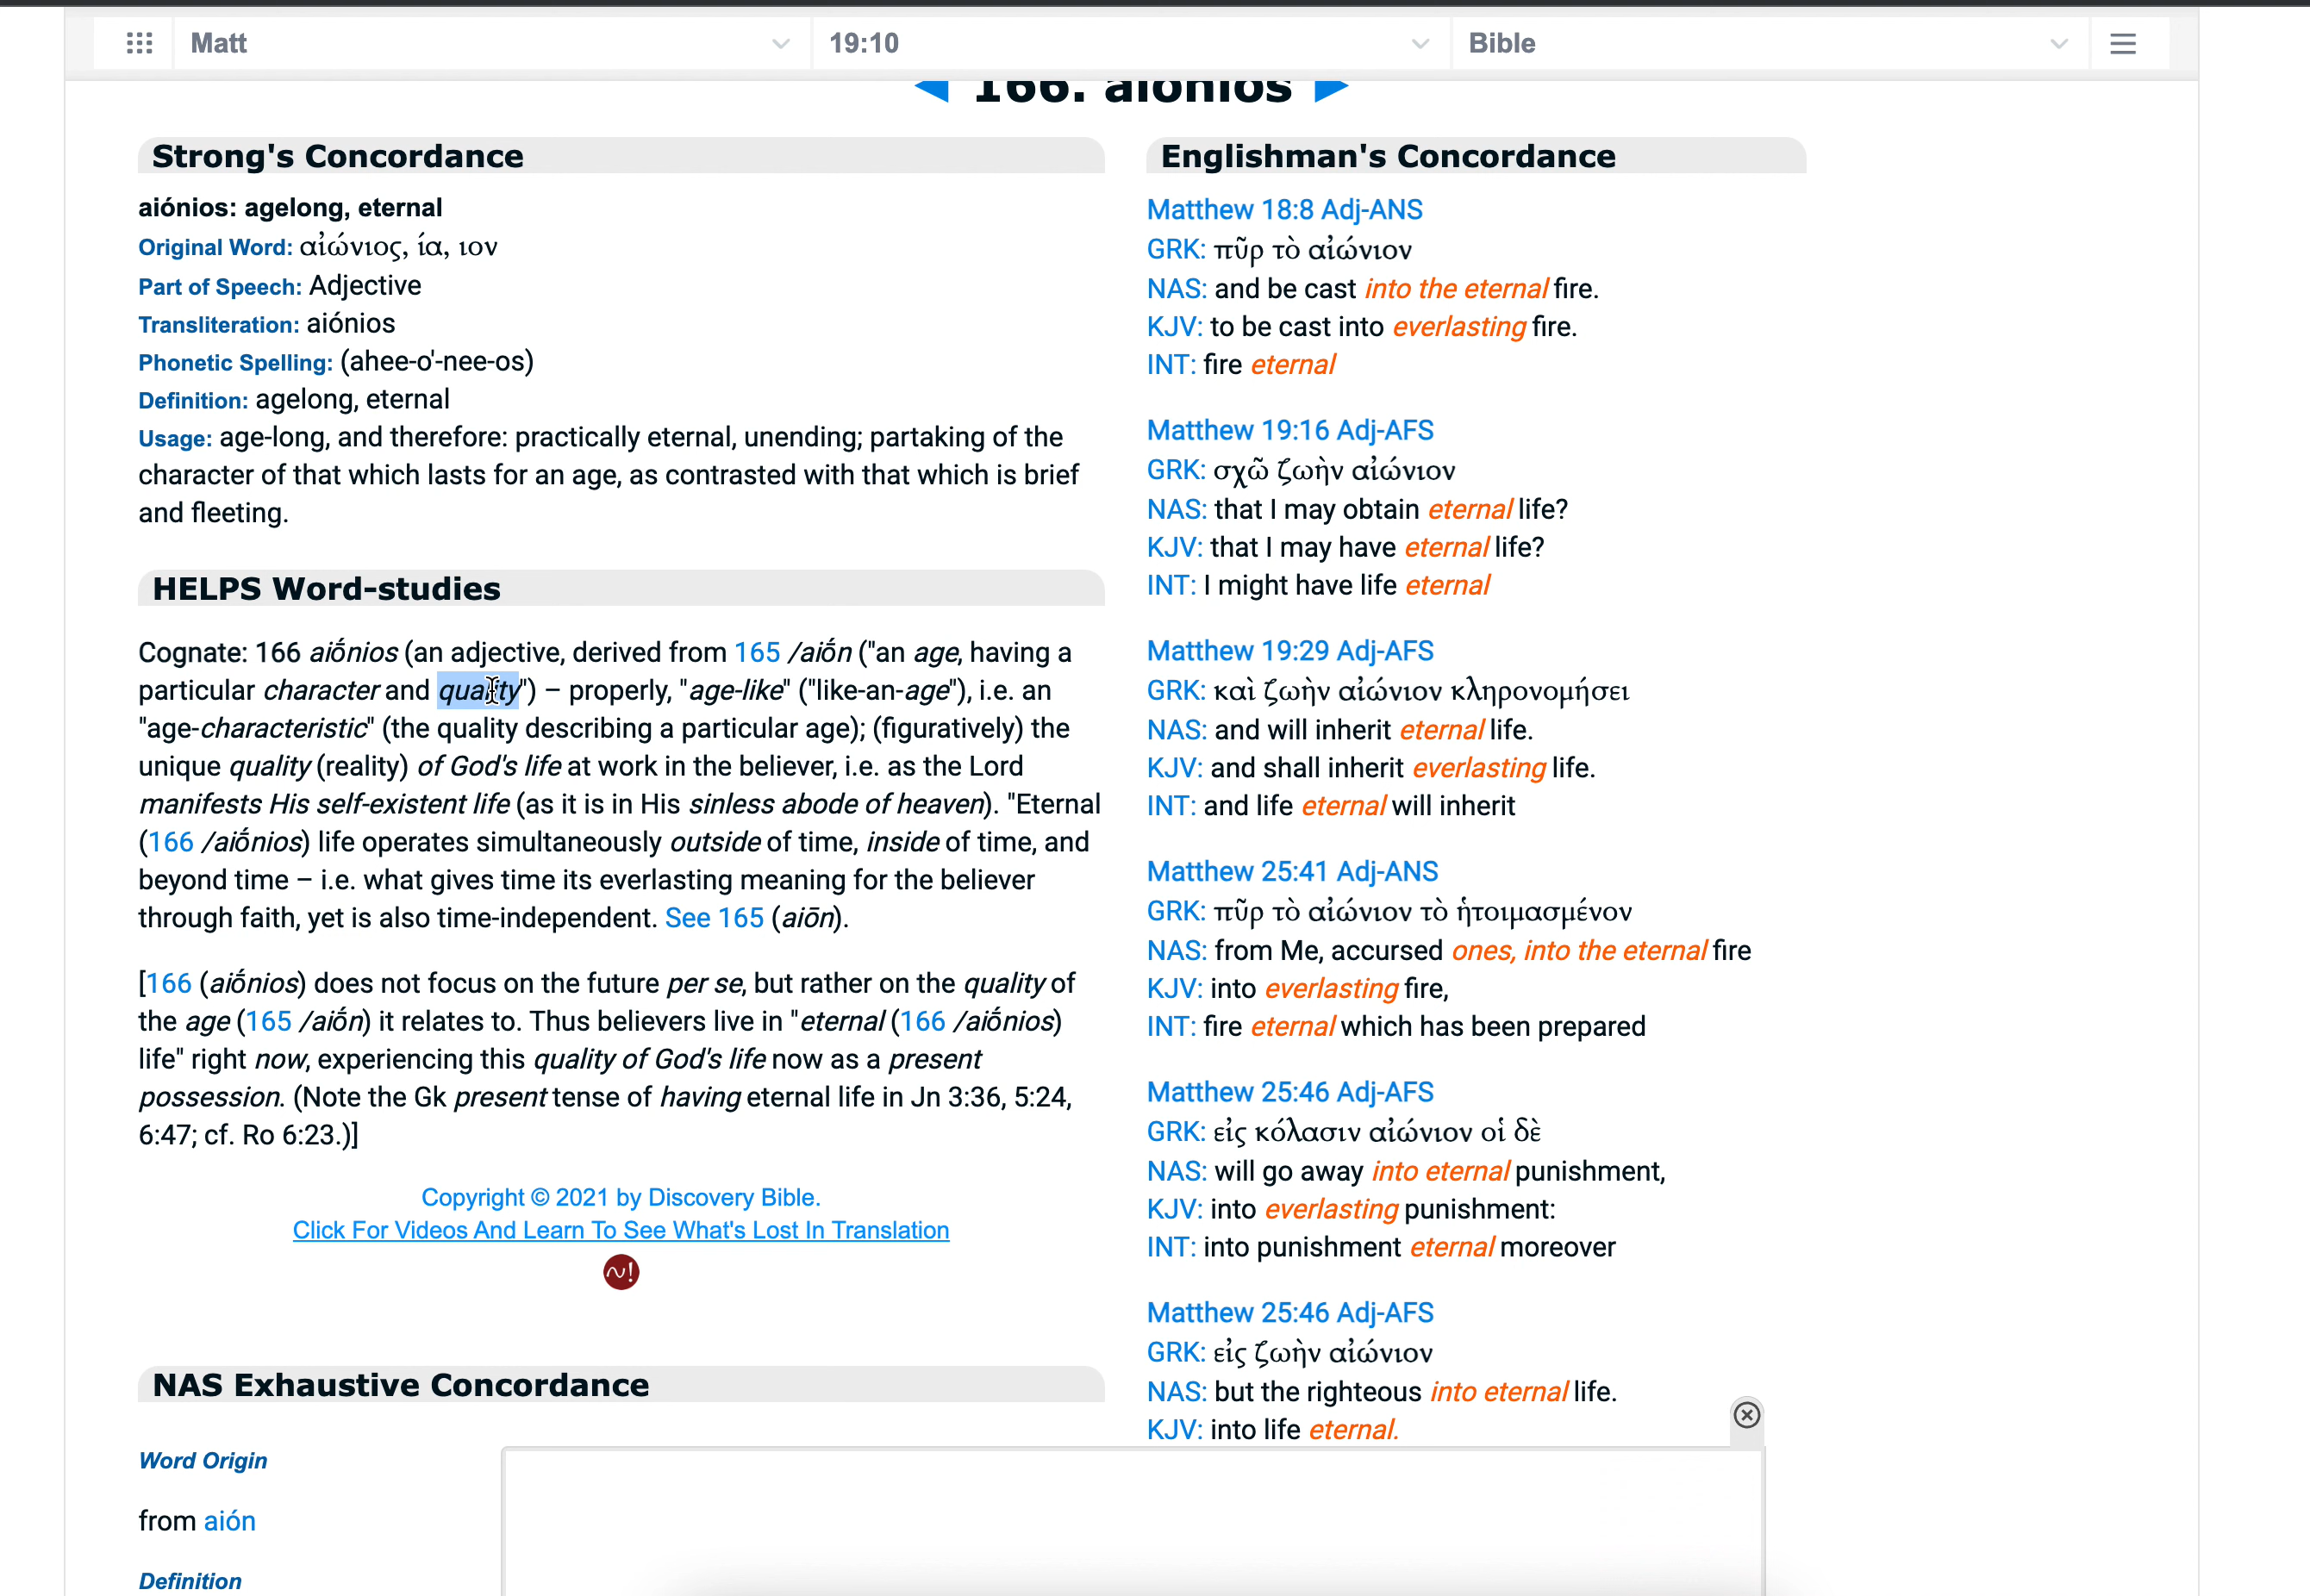 Matt
19:10
Bible
166. aiónios
Strong's Concordance
aiónios: agelong, eternal
Original Word: αἰώνιος, ία, ιον
Part of Speech: Adjective
Transliteration: aiónios
Phonetic Spelling: (ahee-o'-nee-os)
Definition: agelong, eternal
Usage: age-long, and therefore: practically eternal, unending; partaking of the
character of that which lasts for an age, as contrasted with that which is brief
and fleeting.
HELPS Word-studies
Cognate: 166 aiṓnios (an adjective, derived from 165 /aiṓn ("an age, having a
particular character and quality") – properly, "age-like" ("like-an-age"), i.e. an
"age-characteristic" (the quality describing a particular age); (figuratively) the
unique quality (reality) of God's life at work in the believer, i.e. as the Lord
manifests His self-existent life (as it is in His sinless abode of heaven). "Eternal
(166 /aiṓnios) life operates simultaneously outside of time, inside of time, and
beyond time – i.e. what gives time its everlasting meaning for the believer
through faith, yet is also time-independent. See 165 (aiōn).
[166 (aiṓnios) does not focus on the future per se, but rather on the quality of
the age (165 /aiṓn) it relates to. Thus believers live in "eternal (166 /aiṓnios)
life" right now, experiencing this quality of God's life now as a present
possession. (Note the Gk present tense of having eternal life in Jn 3:36, 5:24,
6:47; cf. Ro 6:23.)]
Copyright © 2021 by Discovery Bible.
Click For Videos And Learn To See What's Lost In Translation
NAS Exhaustive Concordance
Word Origin
from aión
Definition
Englishman's Concordance
Matthew 18:8 Adj-ANS
GRK: πῦρ τὸ αἰώνιον
NAS: and be cast into the eternal fire.
KJV: to be cast into everlasting fire.
INT: fire eternal
Matthew 19:16 Adj-AFS
GRK: σχῶ ζωὴν αἰώνιον
NAS: that I may obtain eternal life?
KJV: that I may have eternal life?
INT: I might have life eternal
Matthew 19:29 Adj-AFS
GRK: καὶ ζωὴν αἰώνιον κληρονομήσει
NAS: and will inherit eternal life.
KJV: and shall inherit everlasting life.
INT: and life eternal will inherit
Matthew 25:41 Adj-ANS
GRK: πῦρ τὸ αἰώνιον τὸ ἡτοιμασμένον
NAS: from Me, accursed ones, into the eternal fire
KJV: into everlasting fire,
INT: fire eternal which has been prepared
Matthew 25:46 Adj-AFS
GRK: εἰς κόλασιν αἰώνιον οἱ δὲ
NAS: will go away into eternal punishment,
KJV: into everlasting punishment:
INT: into punishment eternal moreover
Matthew 25:46 Adj-AFS
GRK: εἰς ζωὴν αἰώνιον
NAS: but the righteous into eternal life.
KJV: into life eternal.